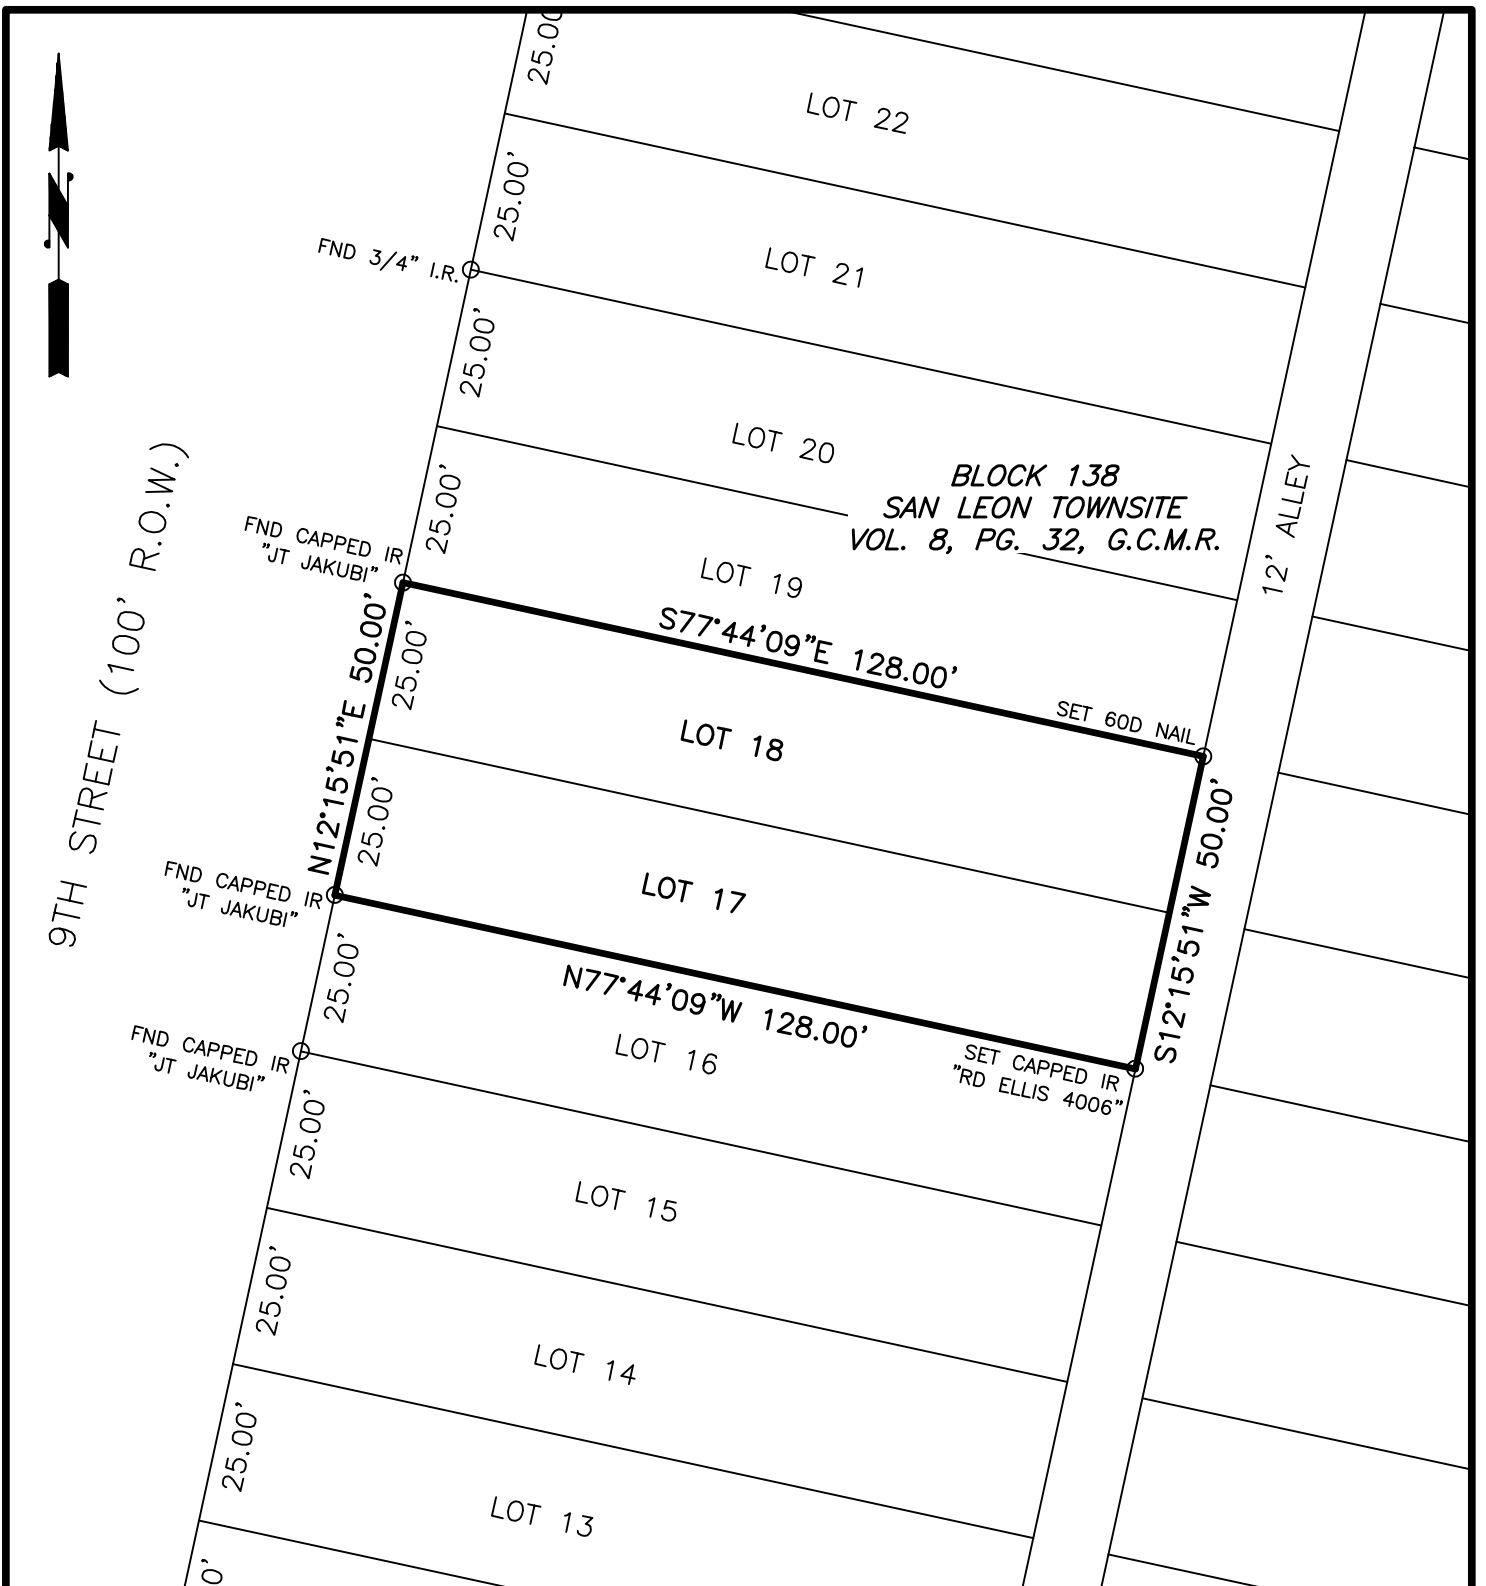 25.00'
LOT 22
25.00'
LOT 21
FND 3/4" I.R.
25.00'
LOT 20
BLOCK 138
SAN LEON TOWNSITE
VOL. 8, PG. 32, G.C.M.R.
12' ALLEY
25.00'
9TH STREET (100' R.O.W.)
FND CAPPED IR
"JT JAKUBI"
LOT 19
S77°44'09"E 128.00'
N12°15'51"E 50.00'
25.00'
SET 60D NAIL
LOT 18
25.00'
S12°15'51"W 50.00'
FND CAPPED IR
"JT JAKUBI"
LOT 17
N77°44'09"W 128.00'
25.00'
LOT 16
SET CAPPED IR
"RD ELLIS 4006"
FND CAPPED IR
"JT JAKUBI"
25.00'
LOT 15
25.00'
LOT 14
25.00'
LOT 13
0'
N